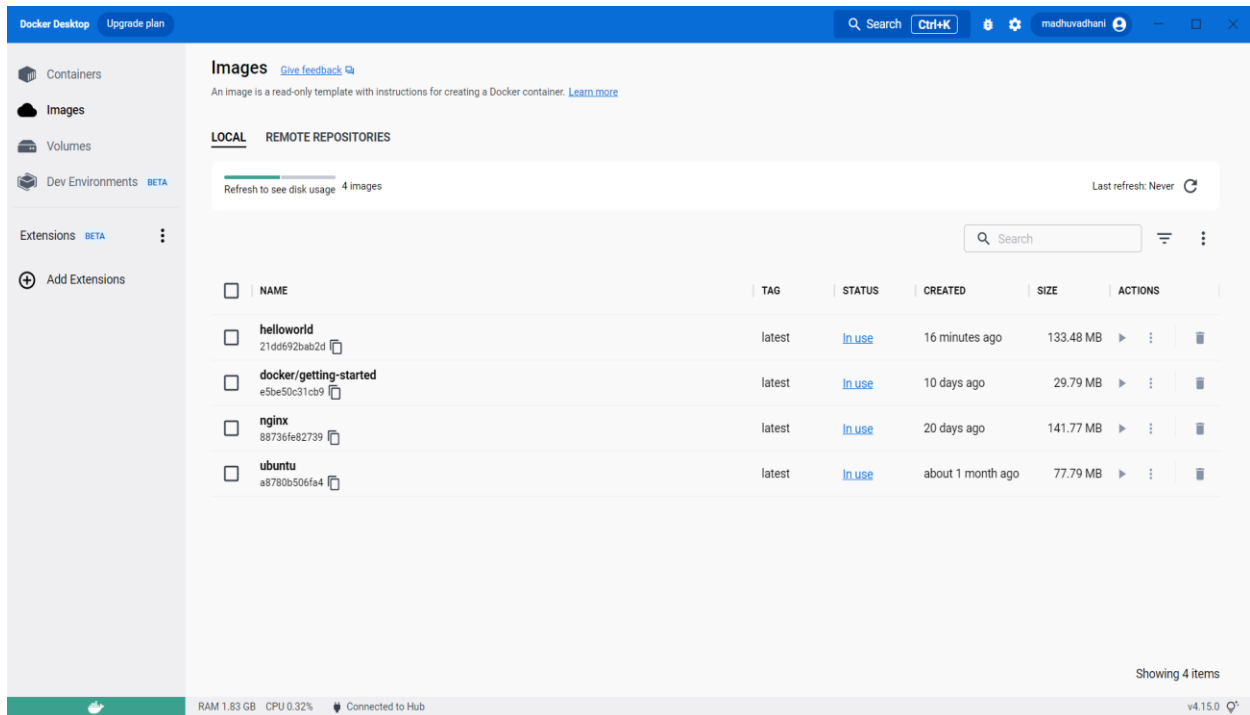 Docker Desktop Upgrade plan Search Ctrl+K madhuvadhani
Containers
Images
Volumes
Dev Environments BETA
Extensions BETA
Add Extensions
Images Give feedback
An image is a read-only template with instructions for creating a Docker container. Learn more
LOCAL REMOTE REPOSITORIES
Refresh to see disk usage 4 images Last refresh: Never
Search
NAME TAG STATUS CREATED SIZE ACTIONS
helloworld
21dd692bab2d latest In use 16 minutes ago 133.48 MB
docker/getting-started
e5be50c31cb9 latest In use 10 days ago 29.79 MB
nginx
88736fe82739 latest In use 20 days ago 141.77 MB
ubuntu
a8780b506fa4 latest In use about 1 month ago 77.79 MB
Showing 4 items
RAM 1.83 GB CPU 0.32% Connected to Hub v4.15.0